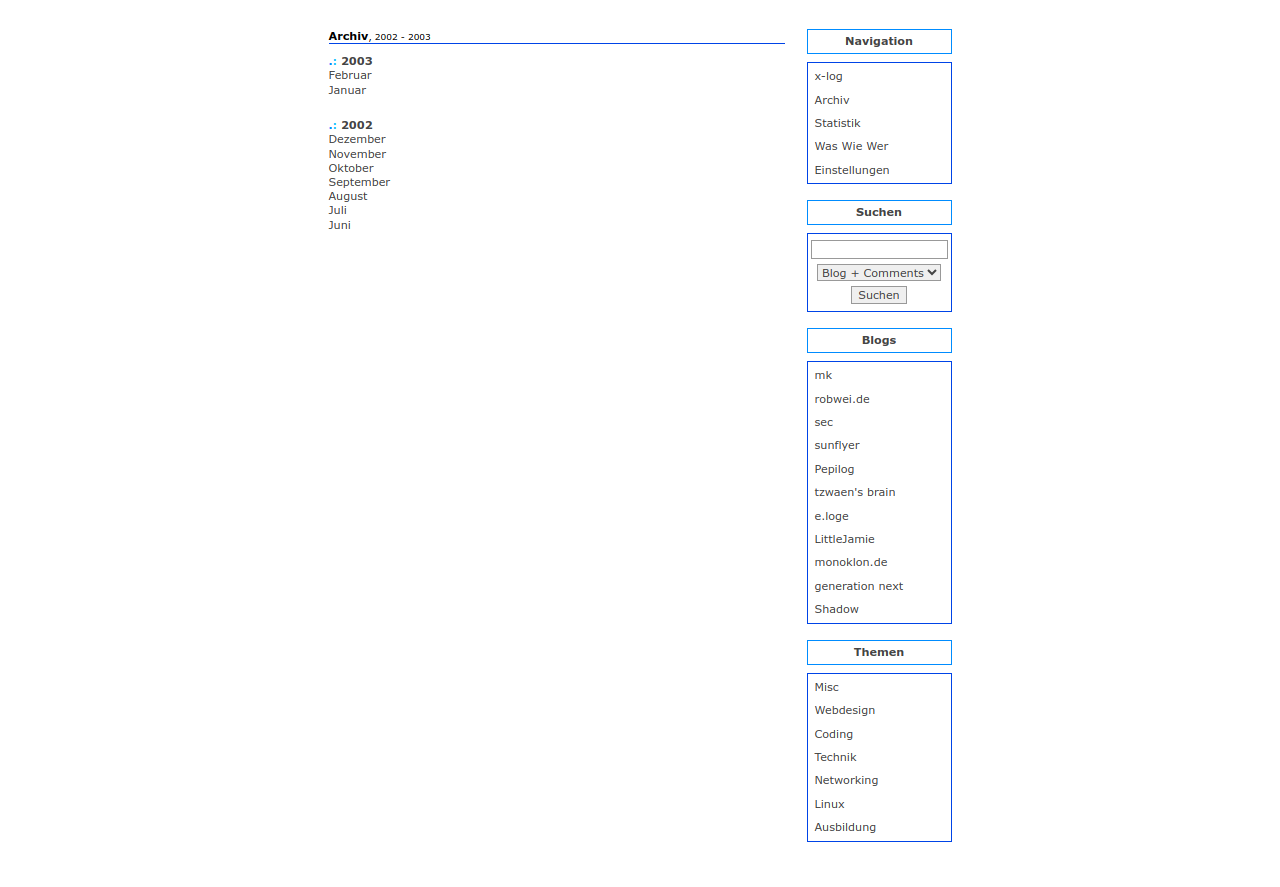 Archiv, 2002 - 2003
.: 2003
Februar
Januar
.: 2002
Dezember
November
Oktober
September
August
Juli
Juni
Navigation
x-log
Archiv
Statistik
Was Wie Wer
Einstellungen
Suchen
Blog + Comments
Suchen
Blogs
mk
robwei.de
sec
sunflyer
Pepilog
tzwaen's brain
e.loge
LittleJamie
monoklon.de
generation next
Shadow
Themen
Misc
Webdesign
Coding
Technik
Networking
Linux
Ausbildung